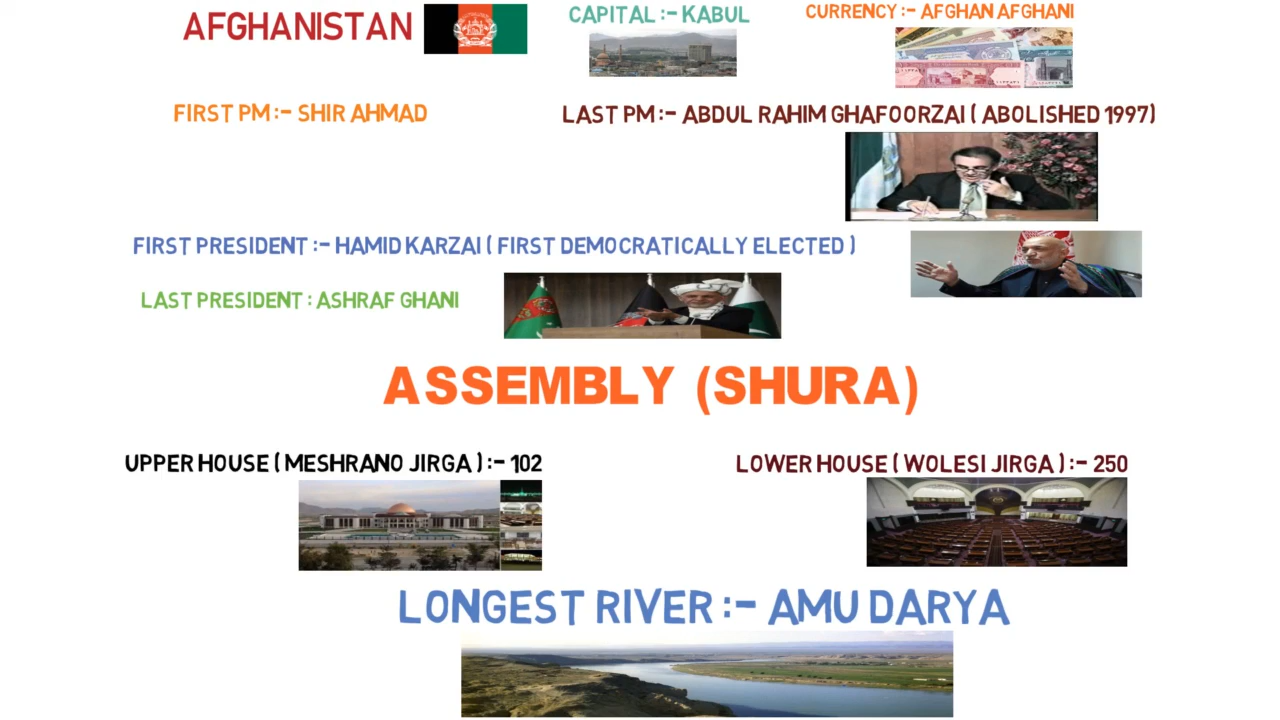 AFGHANISTAN
CAPITAL :- KABUL
CURRENCY :- AFGHAN AFGHANI
FIRST PM :- SHIR AHMAD
LAST PM :- ABDUL RAHIM GHAFOORZAI ( ABOLISHED 1997)
FIRST PRESIDENT :- HAMID KARZAI ( FIRST DEMOCRATICALLY ELECTED )
LAST PRESIDENT : ASHRAF GHANI
ASSEMBLY (SHURA)
UPPER HOUSE ( MESHRANO JIRGA ) :- 102
LOWER HOUSE ( WOLESI JIRGA ) :- 250
LONGEST RIVER :- AMU DARYA